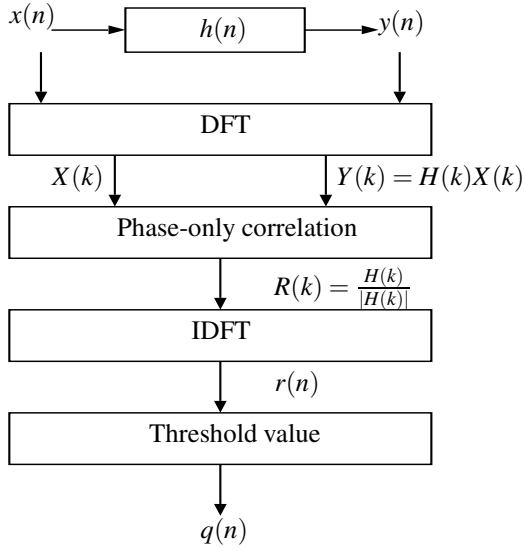 x(n) h(n) y(n)
DFT
X(k) Y(k) = H(k)X(k)
Phase-only correlation
R(k) = H(k)/|H(k)|
IDFT
r(n)
Threshold value
q(n)